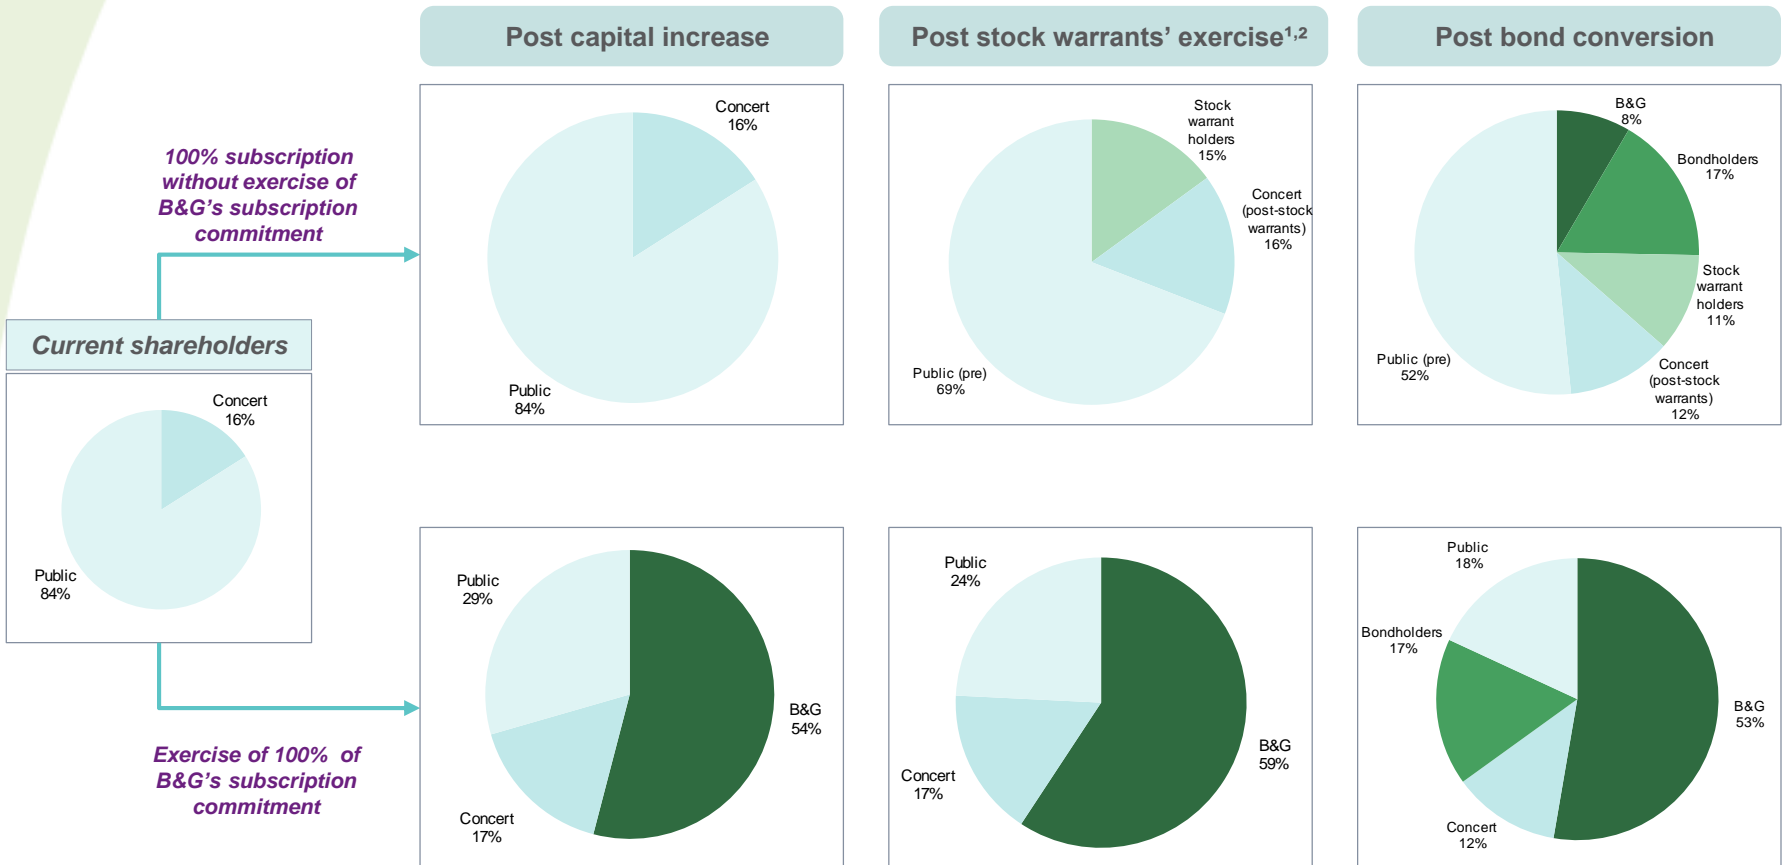 Post capital increase
Post stock warrants’ exercise¹,²
Post bond conversion
100% subscription
without exercise of
B&G’s subscription
commitment
Concert
16%
Public
84%
Stock
warrant
holders
15%
Concert
(post-stock
warrants)
16%
Public (pre)
69%
B&G
8%
Bondholders
17%
Stock
warrant
holders
11%
Concert
(post-stock
warrants)
12%
Public (pre)
52%
Current shareholders
Concert
16%
Public
84%
Exercise of 100% of
B&G’s subscription
commitment
Public
29%
B&G
54%
Concert
17%
Public
24%
B&G
59%
Concert
17%
Public
18%
Bondholders
17%
B&G
53%
Concert
12%